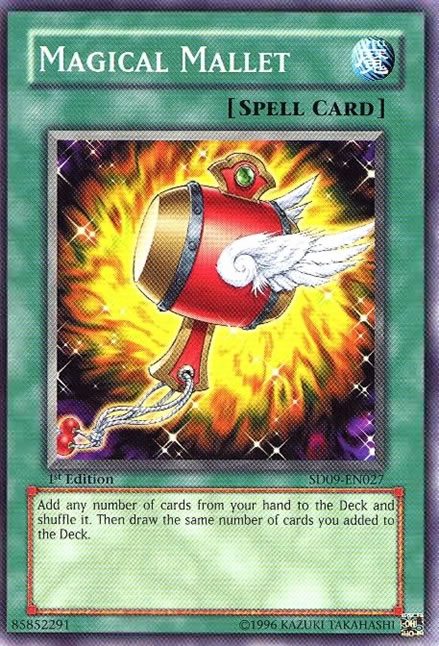 MAGICAL MALLET
魔
[SPELL CARD]
1st Edition
SD09-EN027
Add any number of cards from your hand to the Deck and
shuffle it. Then draw the same number of cards you added to
the Deck.
85852291
©1996 KAZUKI TAKAHASHI